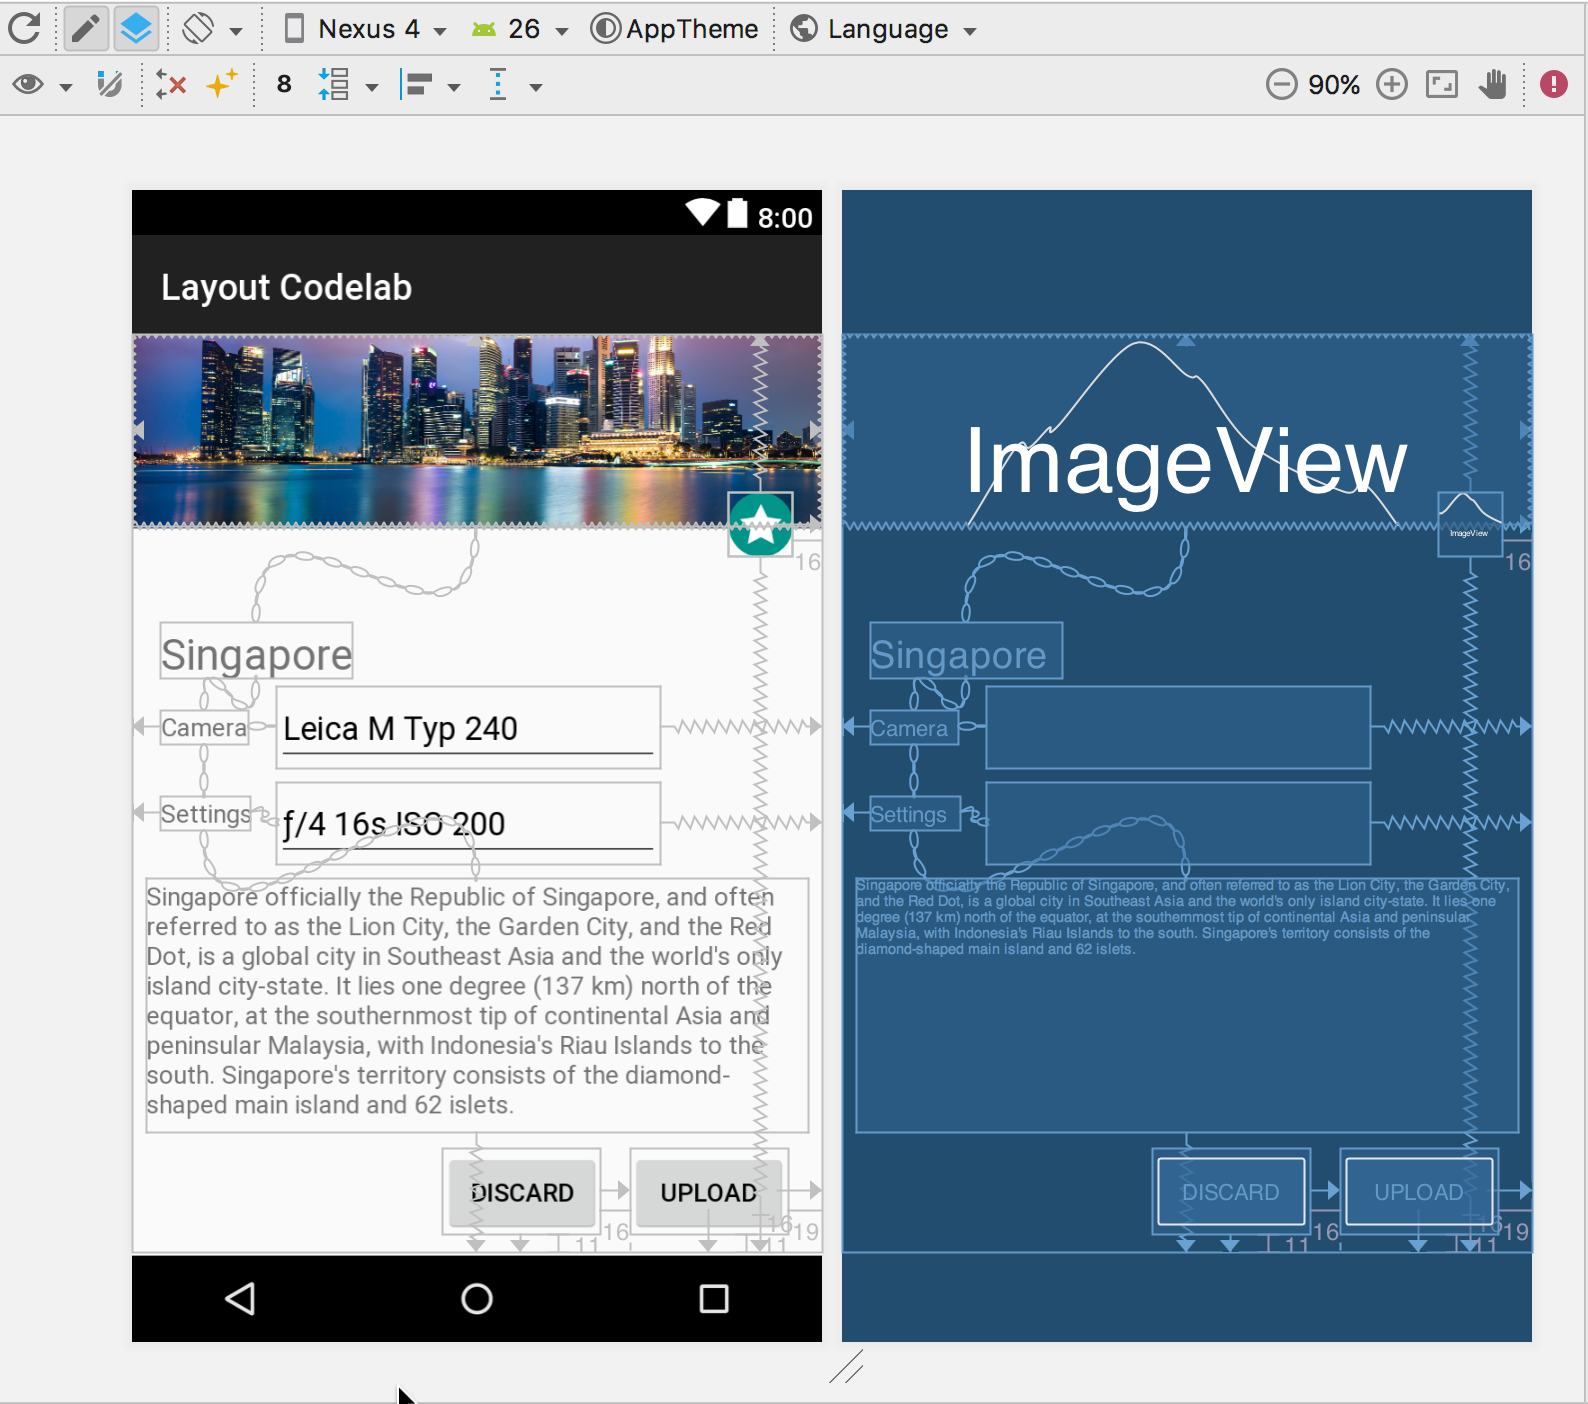 Nexus 4 26 AppTheme Language
8 90%
8:00
Layout Codelab
16
Singapore
Camera
Leica M Typ 240
Settings
ƒ/4 16s ISO 200
Singapore officially the Republic of Singapore, and often
referred to as the Lion City, the Garden City, and the Red
Dot, is a global city in Southeast Asia and the world's only
island city-state. It lies one degree (137 km) north of the
equator, at the southernmost tip of continental Asia and
peninsular Malaysia, with Indonesia's Riau Islands to the
south. Singapore's territory consists of the diamond-
shaped main island and 62 islets.
DISCARD UPLOAD
16 16 19
11 11
ImageView
ImageView
16
Singapore
Camera
Settings
Singapore officially the Republic of Singapore, and often referred to as the Lion City, the Garden City,
and the Red Dot, is a global city in Southeast Asia and the world's only island city-state. It lies one
degree (137 km) north of the equator, at the southernmost tip of continental Asia and peninsular
Malaysia, with Indonesia's Riau Islands to the south. Singapore's territory consists of the
diamond-shaped main island and 62 islets.
DISCARD UPLOAD
16 16 19
11 11